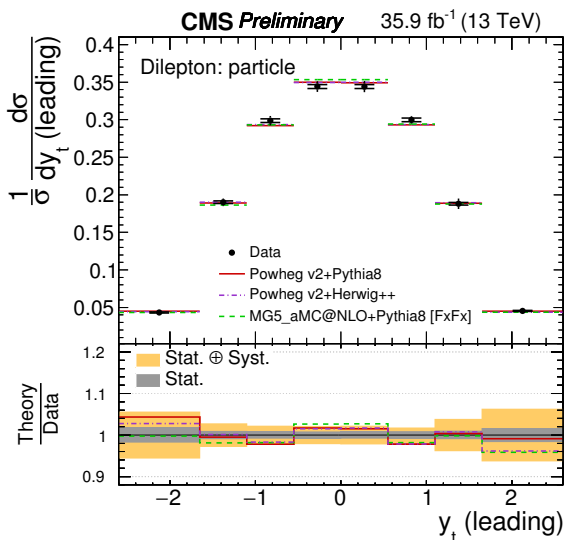 CMS Preliminary 35.9 fb⁻¹ (13 TeV)
Dilepton: particle
1/σ dσ/dy_t (leading)
0.4
0.35
0.3
0.25
0.2
0.15
0.1
0.05
Data
Powheg v2+Pythia8
Powheg v2+Herwig++
MG5_aMC@NLO+Pythia8 [FxFx]
Theory
Data
1.2
1.1
1
0.9
Stat. ⊕ Syst.
Stat.
−2 −1 0 1 2
y_t (leading)